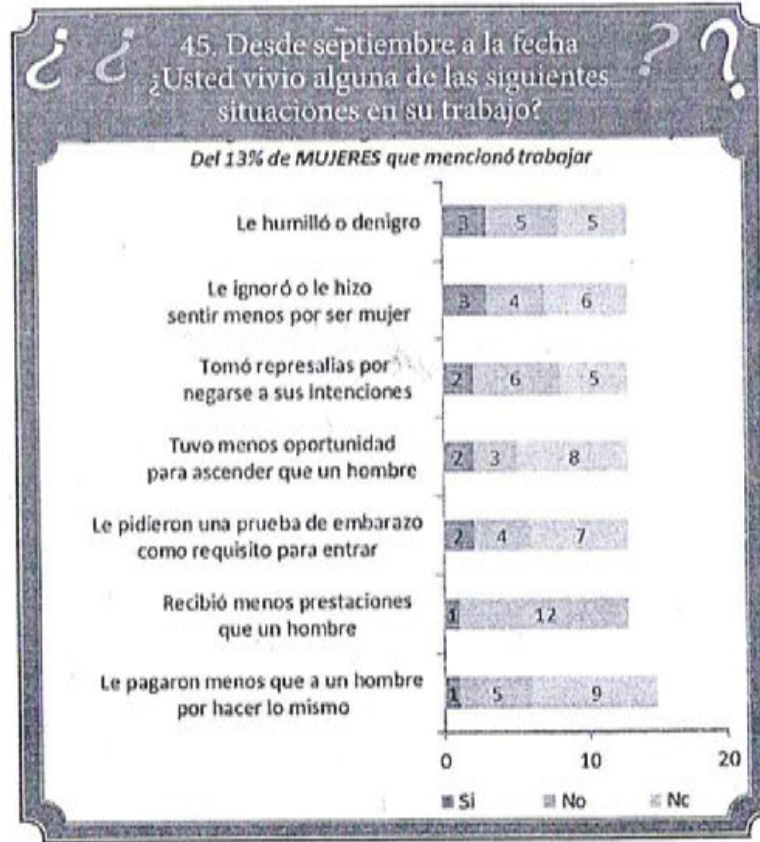 ¿ ¿ ? ?
45. Desde septiembre a la fecha
¿Usted vivio alguna de las siguientes
situaciones en su trabajo?
Del 13% de MUJERES que mencionó trabajar
Le humilló o denigro
3 5 5
Le ignoró o le hizo
sentir menos por ser mujer
3 4 6
Tomó represalias por
negarse a sus intenciones
2 6 5
Tuvo menos oportunidad
para ascender que un hombre
2 3 8
Le pidieron una prueba de embarazo
como requisito para entrar
2 4 7
Recibió menos prestaciones
que un hombre
1 12
Le pagaron menos que a un hombre
por hacer lo mismo
1 5 9
0 10 20
Si No Nc